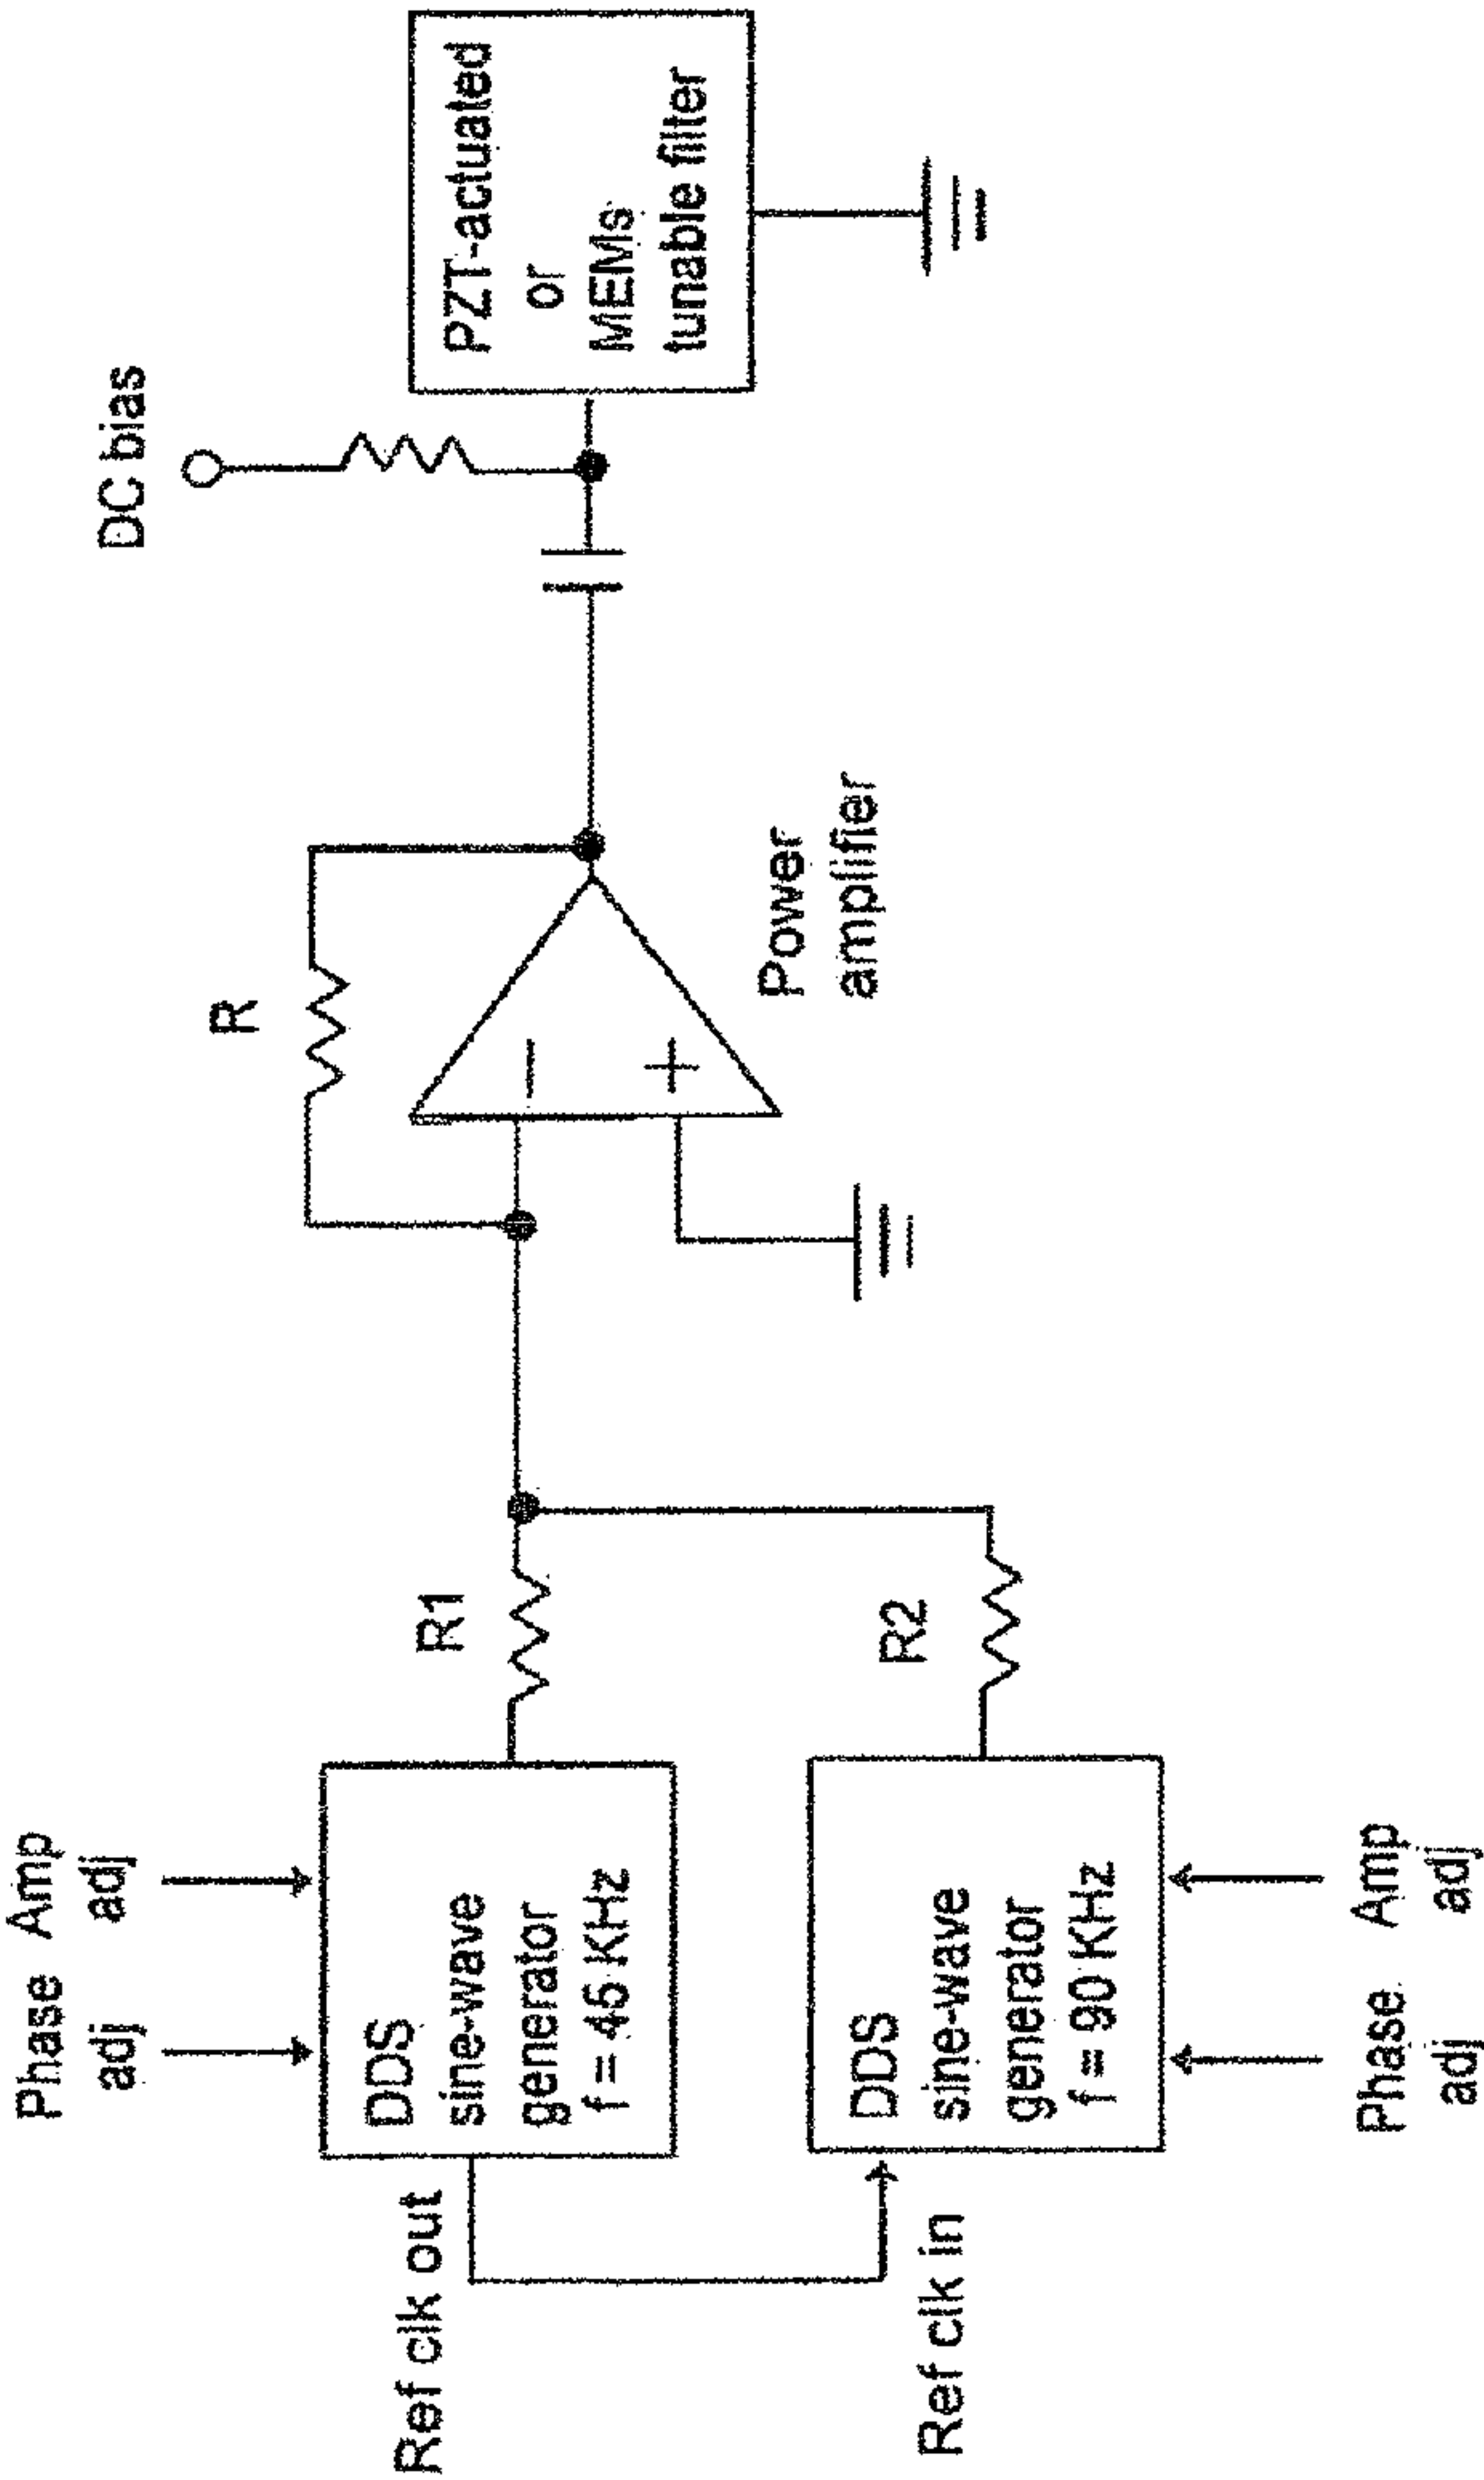 Phase
adj
Amp
adj
DDS
sine-wave
generator
f = 45 KHz
Ref clk out
Ref clk in
DDS
sine-wave
generator
f = 90 KHz
Phase
adj
Amp
adj
R1
R2
R
Power
amplifier
DC bias
PZT-actuated
or
MEMs
tunable filter
−
+